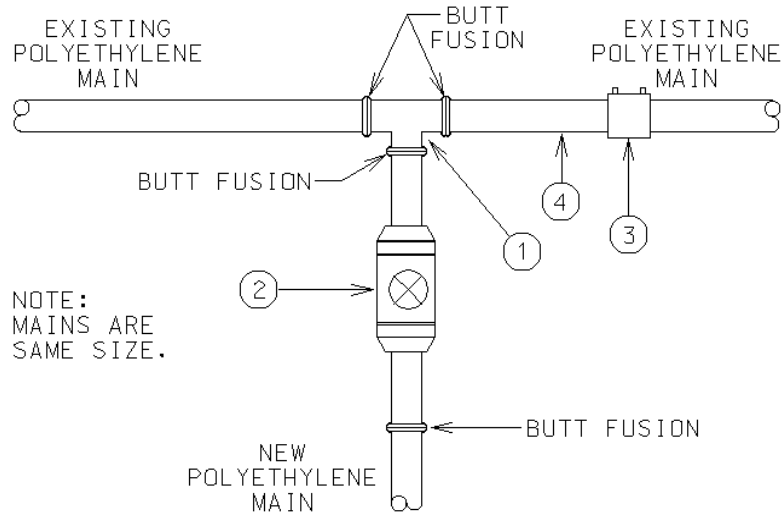 EXISTING
POLYETHYLENE
MAIN
BUTT
FUSION
EXISTING
POLYETHYLENE
MAIN
BUTT FUSION
1
4
3
2
NOTE:
MAINS ARE
SAME SIZE.
BUTT FUSION
NEW
POLYETHYLENE
MAIN